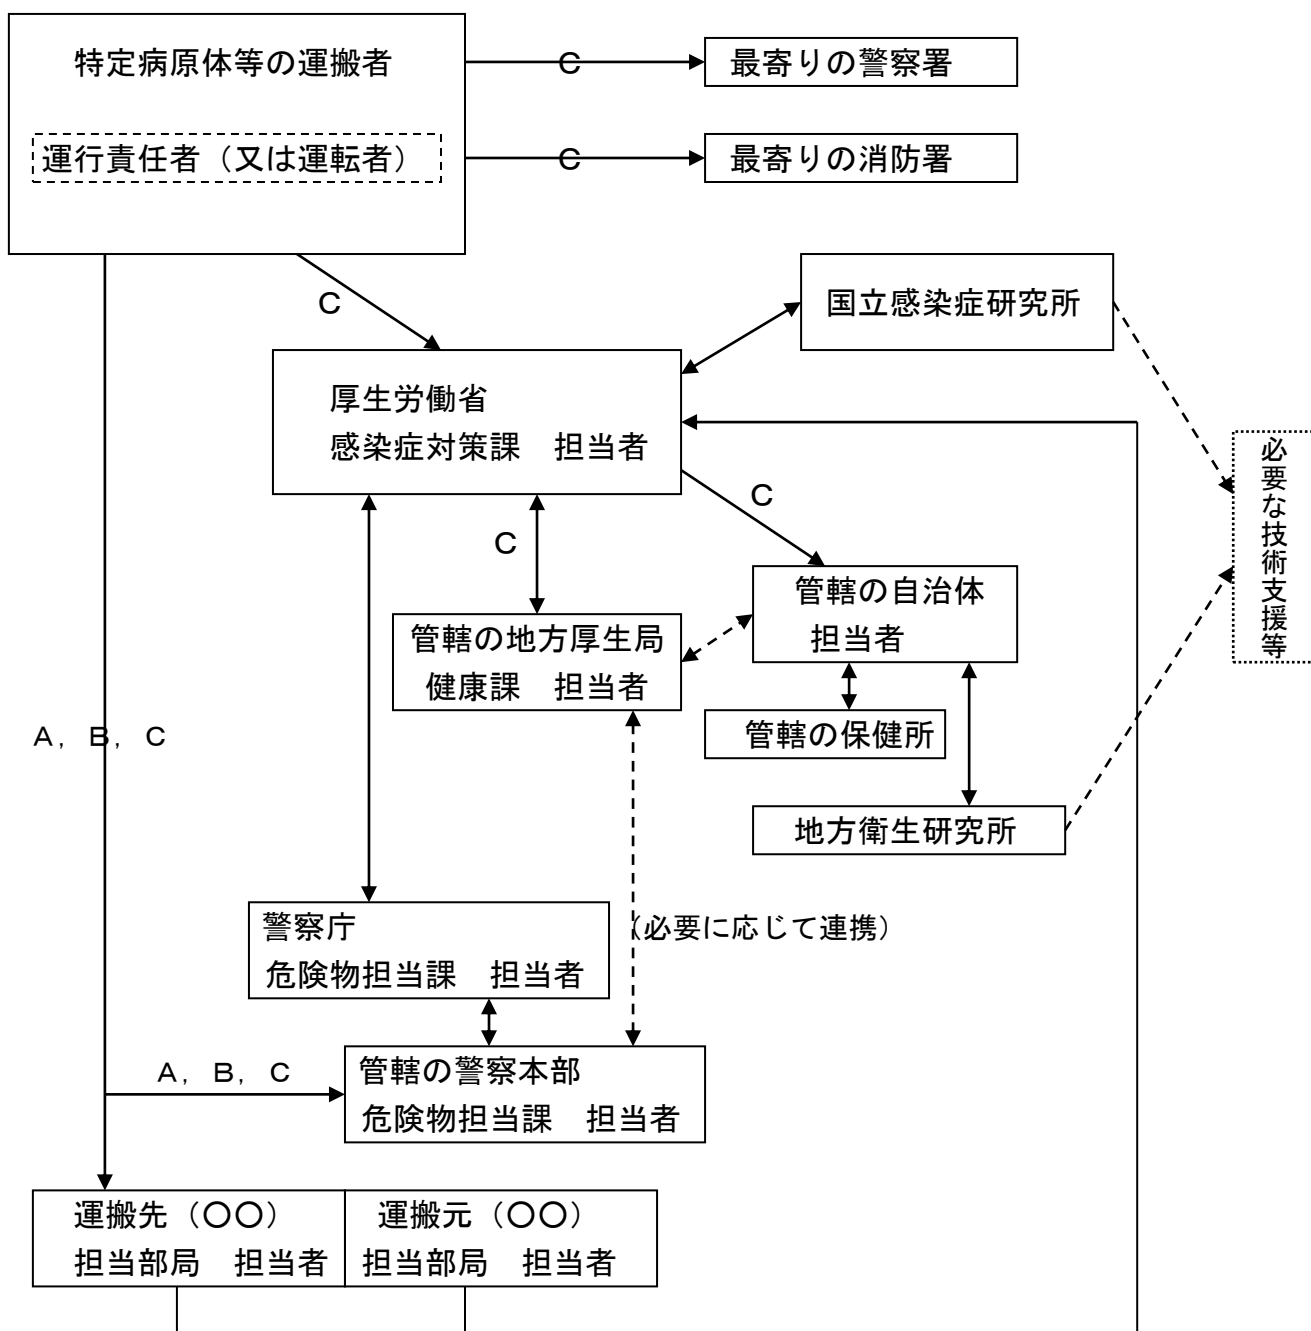 特定病原体等の運搬者
運行責任者（又は運転者）
C
最寄りの警察署
C
最寄りの消防署
C
国立感染症研究所
厚生労働省
感染症対策課　担当者
必要な技術支援等
C
C
管轄の自治体
担当者
管轄の地方厚生局
健康課　担当者
A，B，C
管轄の保健所
地方衛生研究所
警察庁
危険物担当課　担当者
（必要に応じて連携）
A，B，C
管轄の警察本部
危険物担当課　担当者
運搬先（〇〇）
担当部局　担当者
運搬元（〇〇）
担当部局　担当者